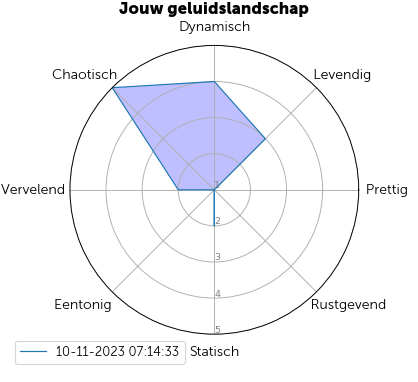 Jouw geluidslandschap
Dynamisch
Chaotisch
Levendig
Vervelend
1
Prettig
2
3
4
Eentonig
Rustgevend
5
10-11-2023 07:14:33
Statisch